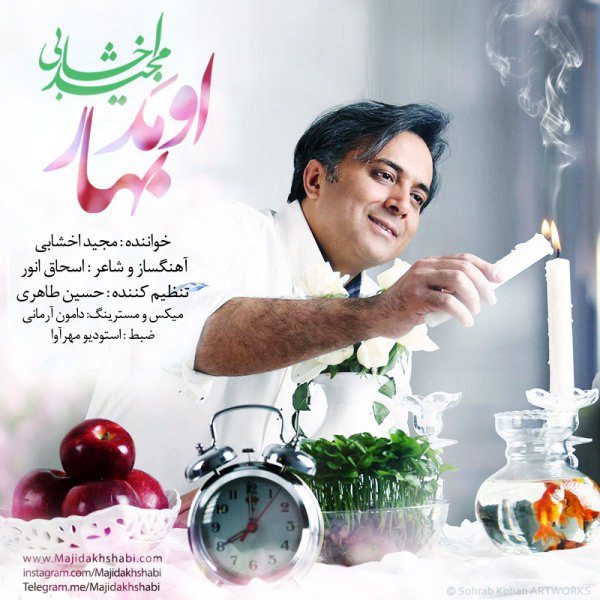 مجید اخشابی
اومد
بهار
خواننده : مجید اخشابی
آهنگساز و شاعر : اسحاق انور
تنظیم کننده : حسین طاهری
میکس و مسترینگ: دامون آرمانی
ضبط : استودیو مهرآوا
www.Majidakhshabi.com
instagram.com/Majidakhshabi
Telegram.me/Majidakhshabi
© Sohrab Kohan ARTWORKS